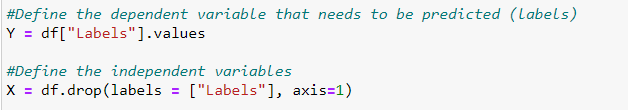 #Define the dependent variable that needs to be predicted (labels)
Y = df["Labels"].values
#Define the independent variables
X = df.drop(labels = ["Labels"], axis=1)